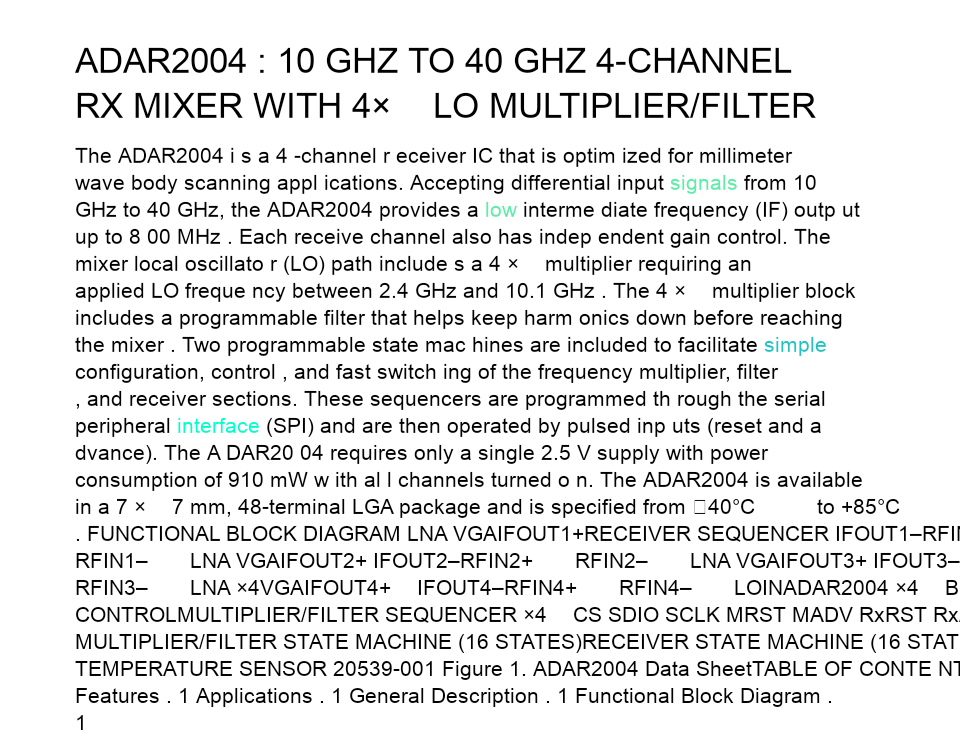 ADAR2004 : 10 GHZ TO 40 GHZ 4-CHANNEL
RX MIXER WITH 4× LO MULTIPLIER/FILTER
The ADAR2004 i s a 4 -channel r eceiver IC that is optim ized for millimeter
wave body scanning appl ications. Accepting differential input signals from 10
GHz to 40 GHz, the ADAR2004 provides a low interme diate frequency (IF) outp ut
up to 8 00 MHz . Each receive channel also has indep endent gain control. The
mixer local oscillato r (LO) path include s a 4 × multiplier requiring an
applied LO freque ncy between 2.4 GHz and 10.1 GHz . The 4 × multiplier block
includes a programmable filter that helps keep harm onics down before reaching
the mixer . Two programmable state mac hines are included to facilitate simple
configuration, control , and fast switch ing of the frequency multiplier, filter
, and receiver sections. These sequencers are programmed th rough the serial
peripheral interface (SPI) and are then operated by pulsed inp uts (reset and a
dvance). The A DAR20 04 requires only a single 2.5 V supply with power
consumption of 910 mW w ith al l channels turned o n. The ADAR2004 is available
in a 7 × 7 mm, 48-terminal LGA package and is specified from 40°C to +85°C
. FUNCTIONAL BLOCK DIAGRAM LNA VGAIFOUT1+RECEIVER SEQUENCER IFOUT1–RFIN
RFIN1– LNA VGAIFOUT2+ IFOUT2–RFIN2+ RFIN2– LNA VGAIFOUT3+ IFOUT3–
RFIN3– LNA ×4VGAIFOUT4+ IFOUT4–RFIN4+ RFIN4– LOINADAR2004 ×4 B
CONTROLMULTIPLIER/FILTER SEQUENCER ×4 CS SDIO SCLK MRST MADV RxRST Rx
MULTIPLIER/FILTER STATE MACHINE (16 STATES)RECEIVER STATE MACHINE (16 STAT
TEMPERATURE SENSOR 20539-001 Figure 1. ADAR2004 Data SheetTABLE OF CONTE NT
Features . 1 Applications . 1 General Description . 1 Functional Block Diagram .
1